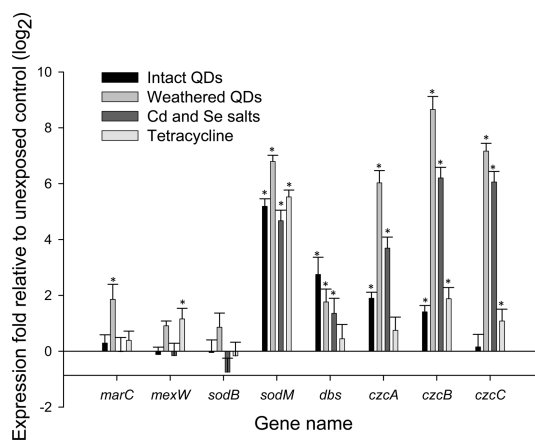 Expression fold relative to unexposed control (log2)
10
8
6
4
2
0
-2
Intact QDs
Weathered QDs
Cd and Se salts
Tetracycline
* * * * * * * * * * * * * * * * * *
marC mexW sodB sodM dbs czcA czcB czcC
Gene name